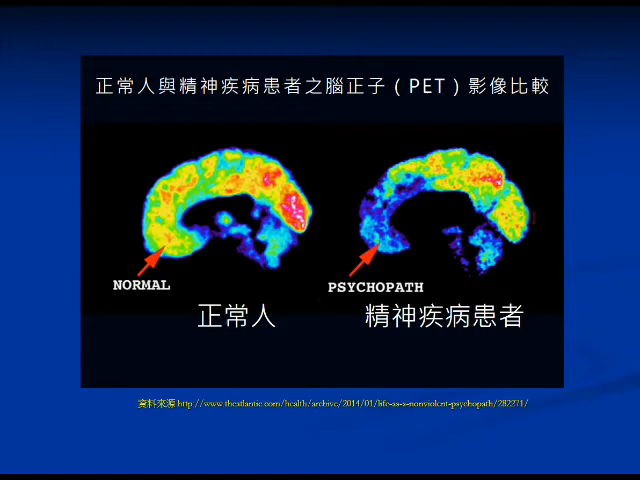 正常人與精神疾病患者之腦正子（PET）影像比較
NORMAL
PSYCHOPATH
正常人
精神疾病患者
資料來源 http://www.theatlantic.com/health/archive/2014/01/life-as-a-nonviolent-psychopath/282271/